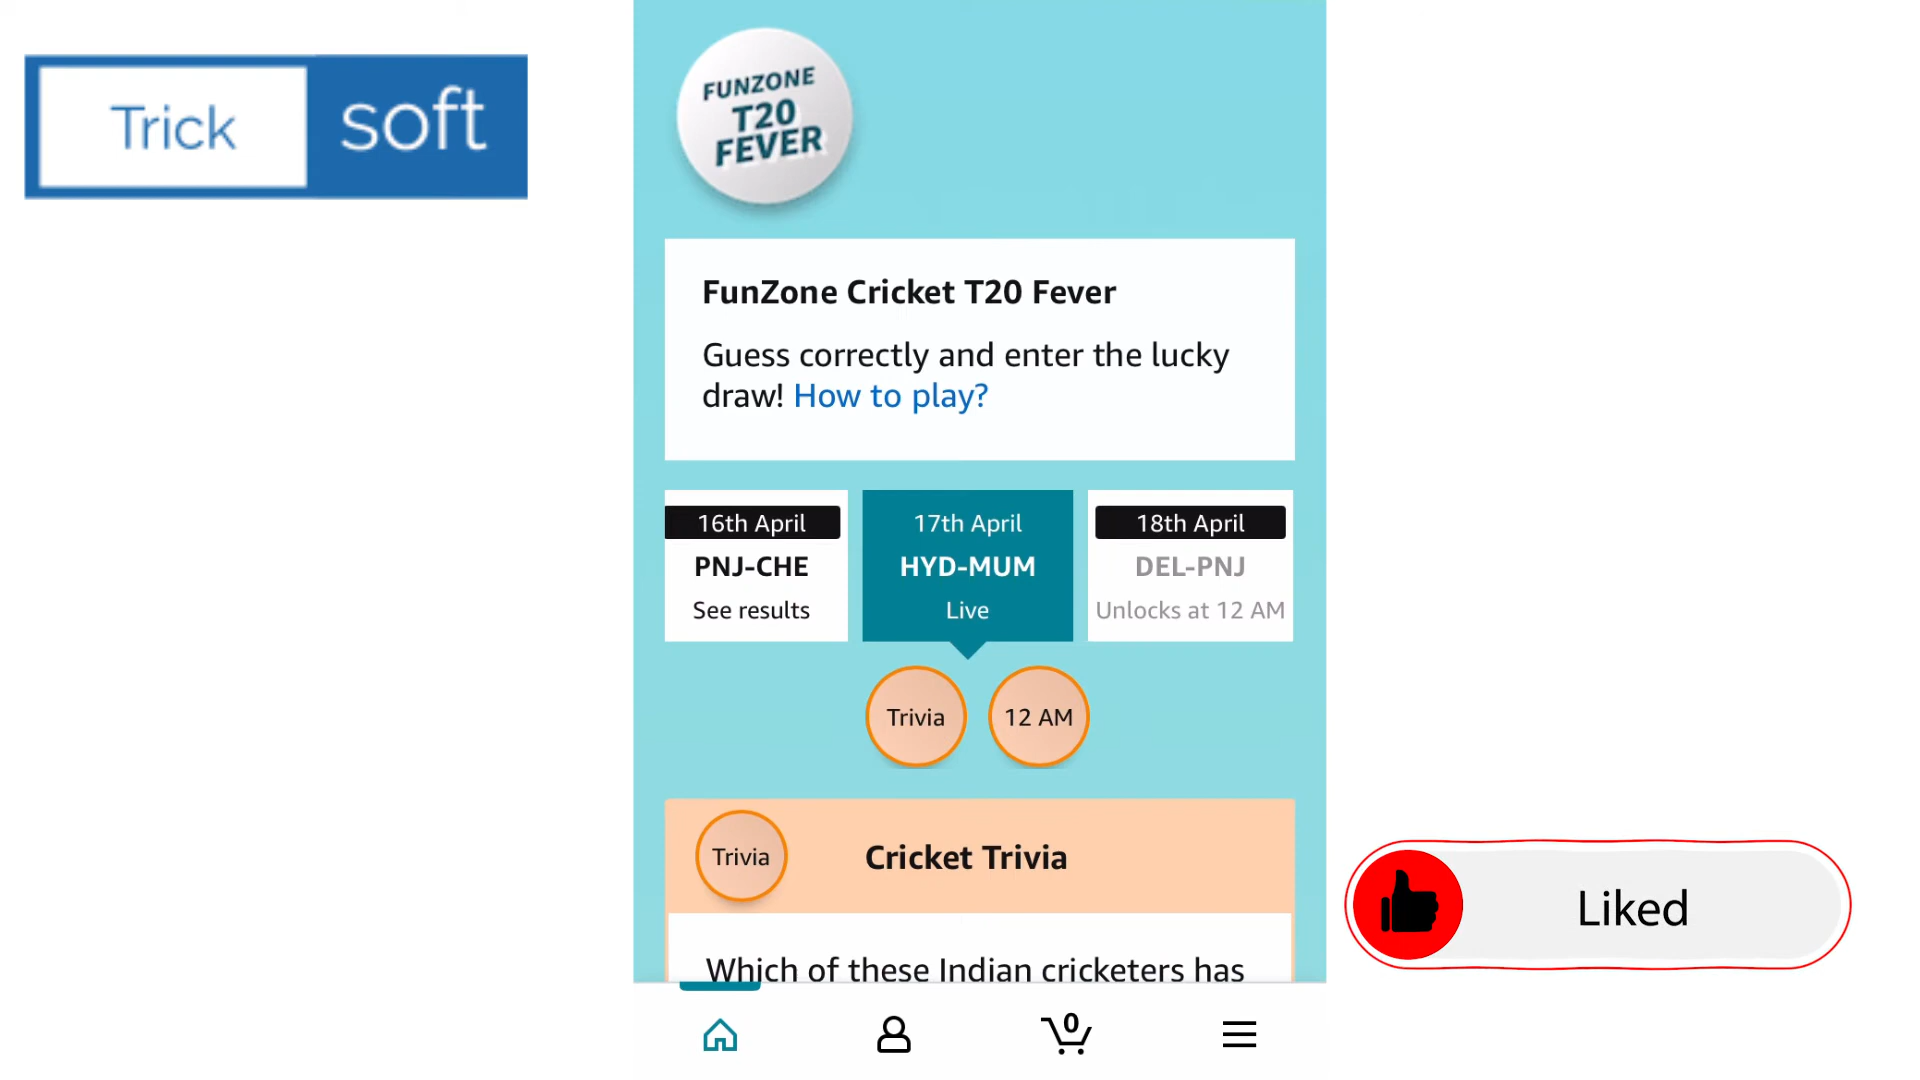 Trick soft
FUNZONE
T20
FEVER
FunZone Cricket T20 Fever
Guess correctly and enter the lucky
draw! How to play?
16th April
PNJ-CHE
See results
17th April
HYD-MUM
Live
18th April
DEL-PNJ
Unlocks at 12 AM
Trivia
12 AM
Trivia
Cricket Trivia
Which of these Indian cricketers has
Liked
0